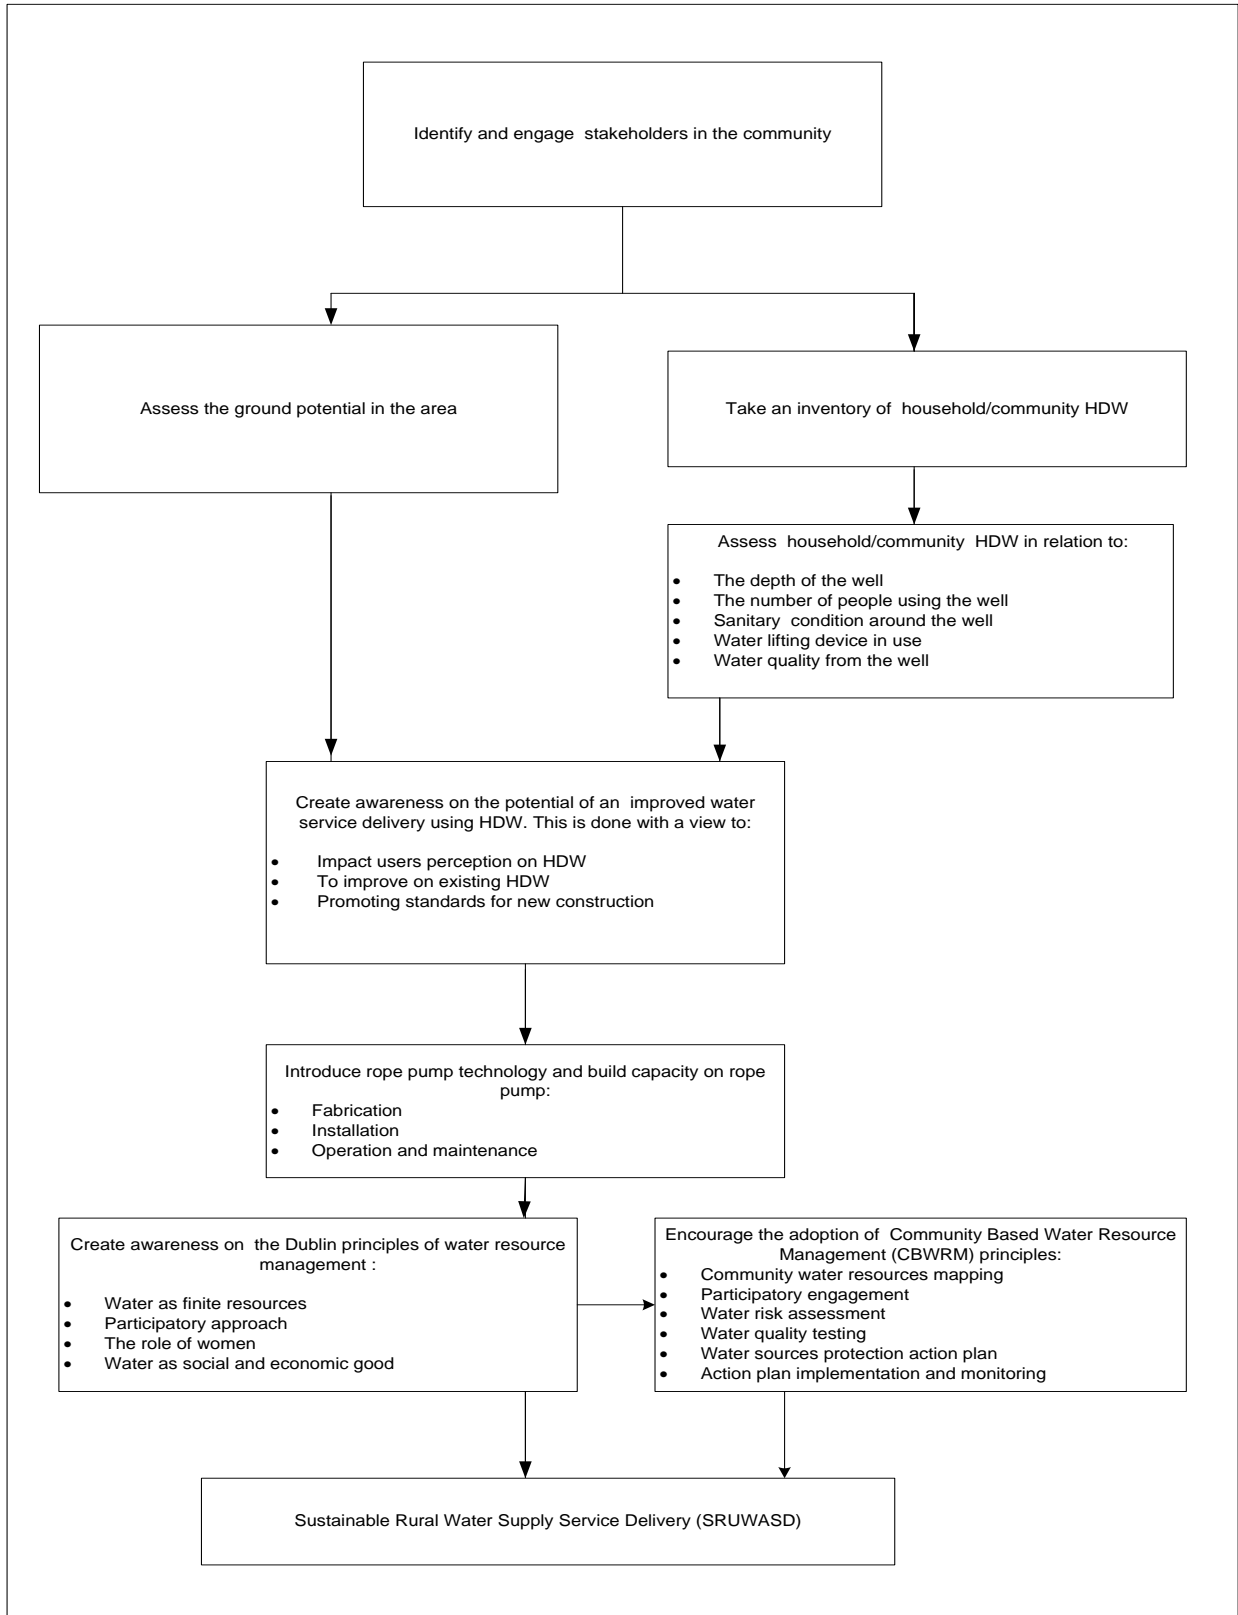 Identify and engage stakeholders in the community
Assess the ground potential in the area
Take an inventory of household/community HDW
Assess household/community HDW in relation to:
• The depth of the well
• The number of people using the well
• Sanitary condition around the well
• Water lifting device in use
• Water quality from the well
Create awareness on the potential of an improved water
service delivery using HDW. This is done with a view to:
• Impact users perception on HDW
• To improve on existing HDW
• Promoting standards for new construction
Introduce rope pump technology and build capacity on rope
pump:
• Fabrication
• Installation
• Operation and maintenance
Create awareness on the Dublin principles of water resource
management :
• Water as finite resources
• Participatory approach
• The role of women
• Water as social and economic good
Encourage the adoption of Community Based Water Resource
Management (CBWRM) principles:
• Community water resources mapping
• Participatory engagement
• Water risk assessment
• Water quality testing
• Water sources protection action plan
• Action plan implementation and monitoring
Sustainable Rural Water Supply Service Delivery (SRUWASD)